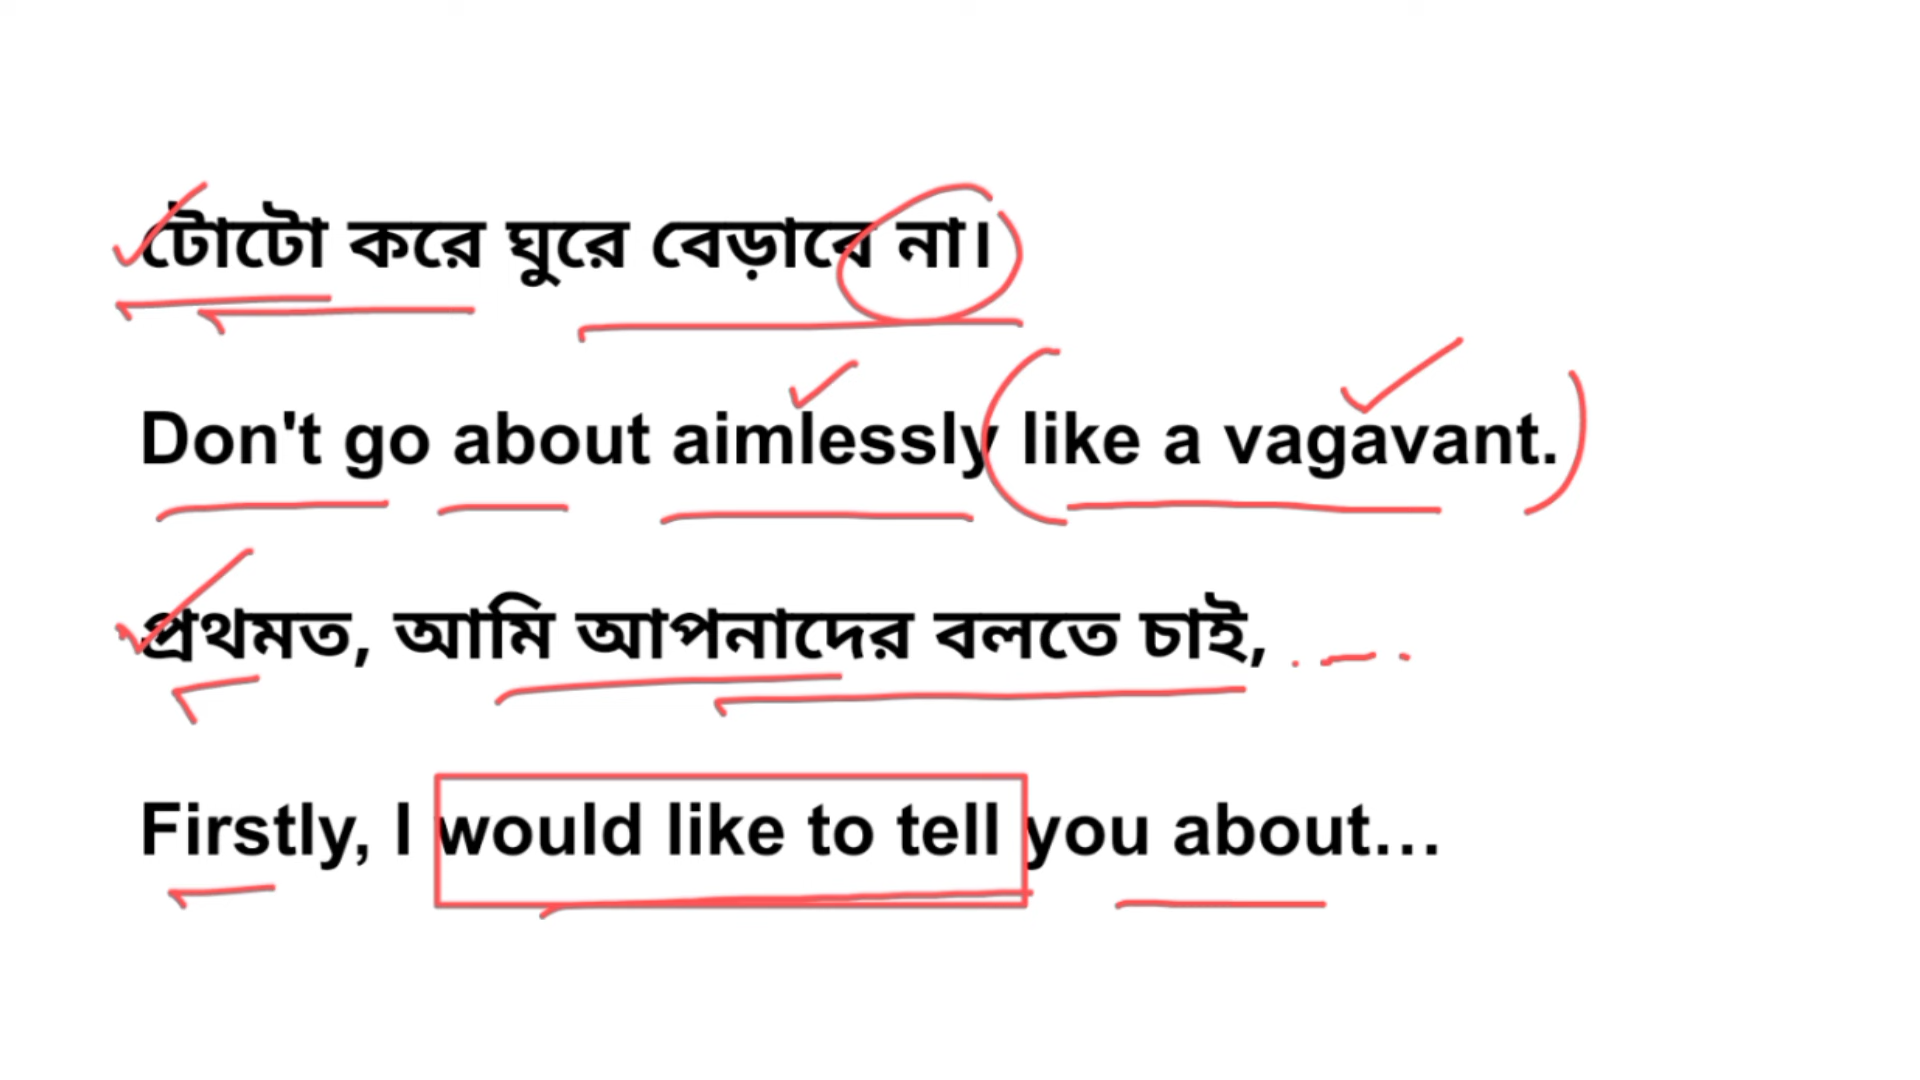 টোটো করে ঘুরে বেড়াবে না।
Don't go about aimlessly like a vagavant.
প্রথমত, আমি আপনাদের বলতে চাই,
Firstly, I would like to tell you about...